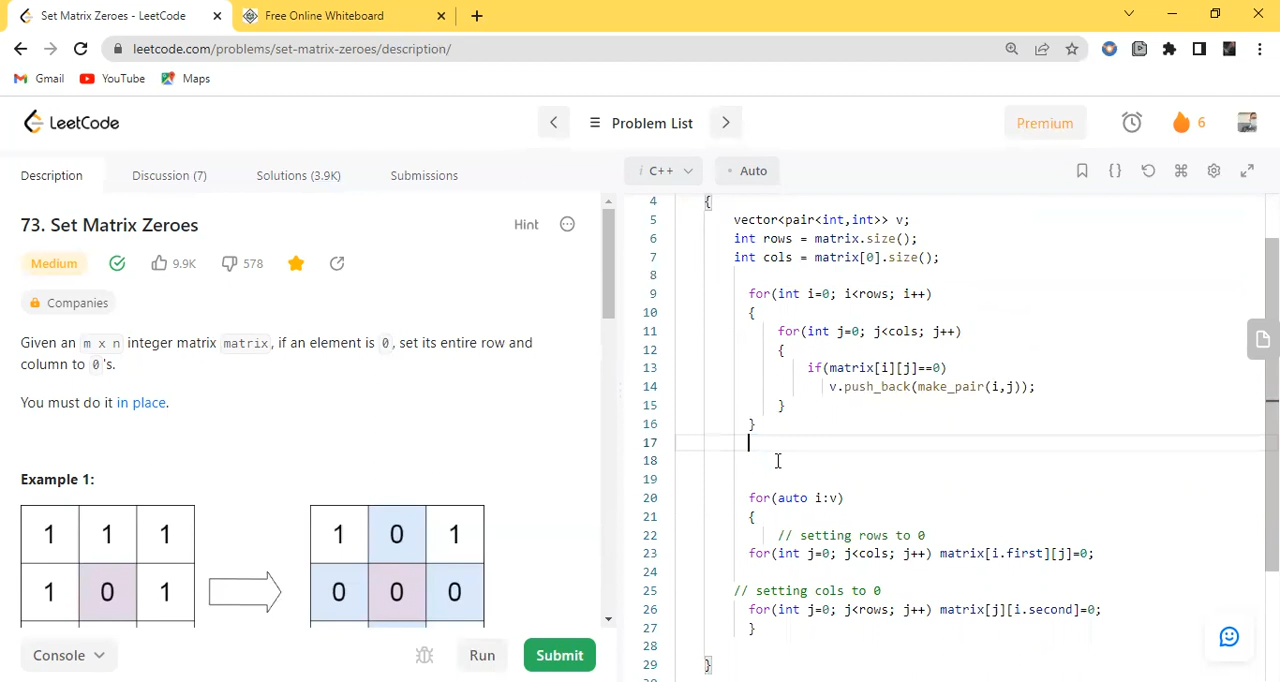 Set Matrix Zeroes - LeetCode
Free Online Whiteboard
leetcode.com/problems/set-matrix-zeroes/description/
Gmail YouTube Maps
LeetCode
Problem List
Premium
6
Description Discussion (7) Solutions (3.9K) Submissions
i C++ Auto
73. Set Matrix Zeroes
Hint
Medium 9.9K 578
Companies
Given an m x n integer matrix matrix, if an element is 0, set its entire row and
column to 0's.
You must do it in place.
Example 1:
1 1 1 1 0 1
1 0 1 0 0 0
4 {
5 vector<pair<int,int>> v;
6 int rows = matrix.size();
7 int cols = matrix[0].size();
8
9 for(int i=0; i<rows; i++)
10 {
11 for(int j=0; j<cols; j++)
12 {
13 if(matrix[i][j]==0)
14 v.push_back(make_pair(i,j));
15 }
16 }
17
18
19
20 for(auto i:v)
21 {
22 // setting rows to 0
23 for(int j=0; j<cols; j++) matrix[i.first][j]=0;
24
25 // setting cols to 0
26 for(int j=0; j<rows; j++) matrix[j][i.second]=0;
27 }
28
29 }
Console Run Submit